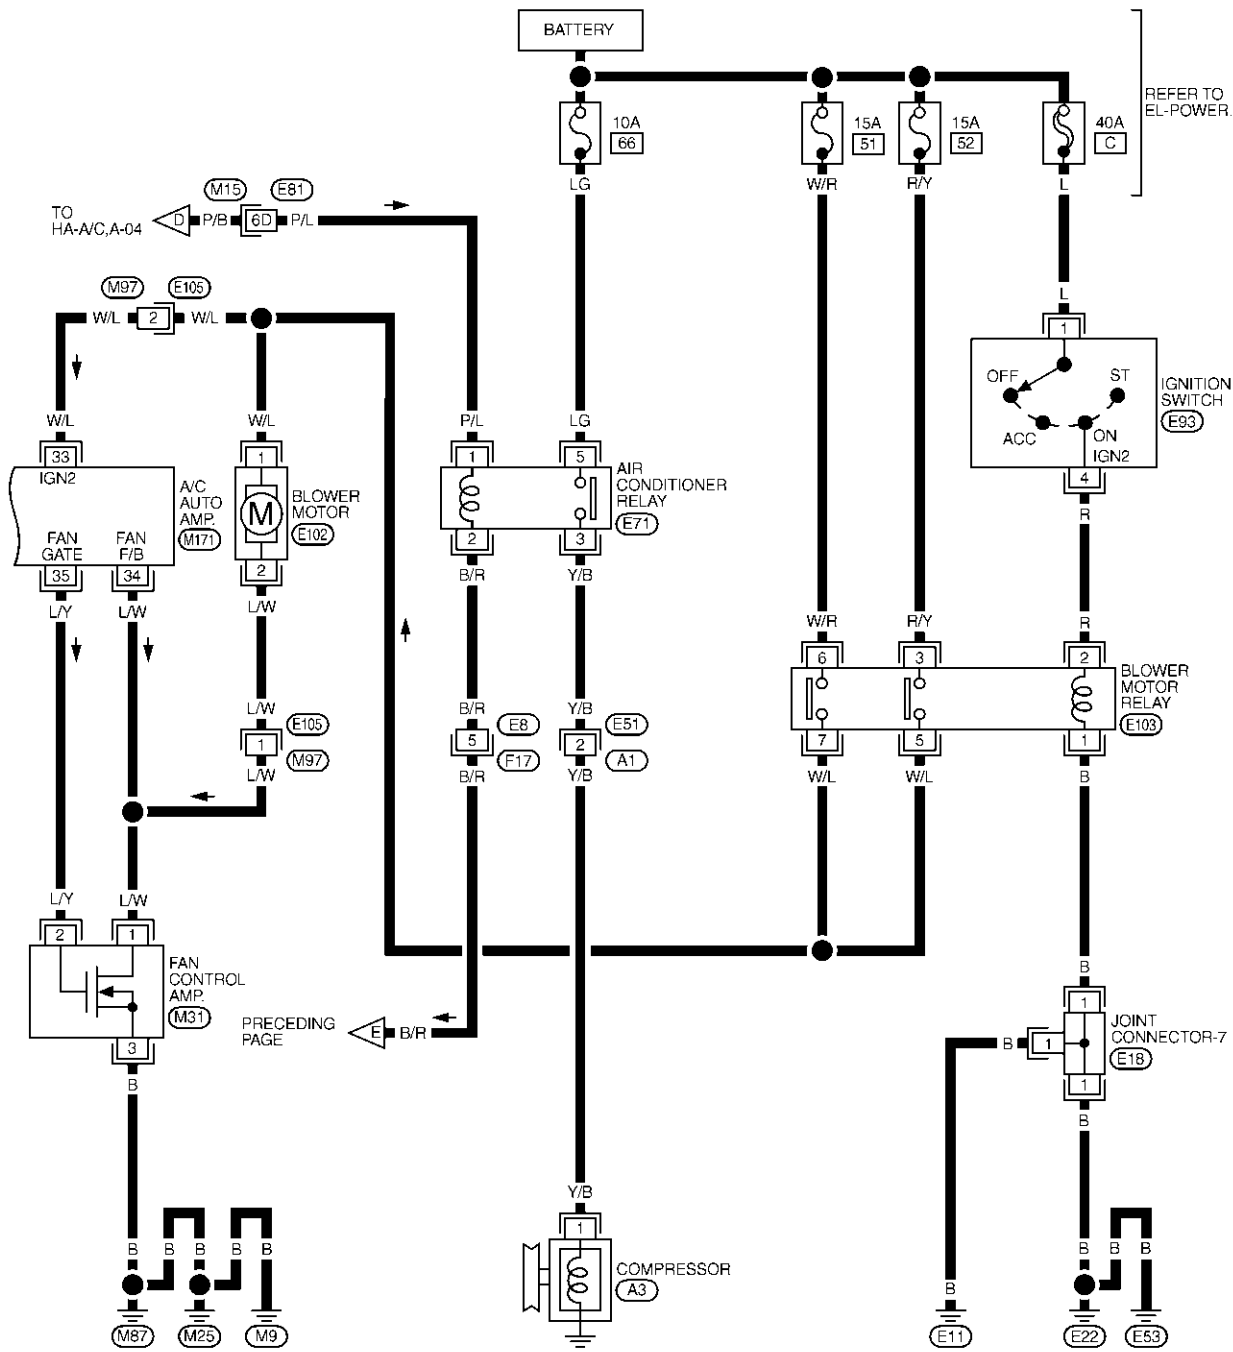 BATTERY
REFER TO
EL-POWER.
10A
66
15A
51
15A
52
40A
C
LG
W/R
R/Y
L
M15
E81
TO
HA-A/C,A-04
D
P/B
6D
P/L
M97
E105
W/L
2
W/L
L
1
OFF
ST
ACC
ON
IGN2
IGNITION
SWITCH
E93
4
R
W/L
W/L
P/L
LG
33
IGN2
1
1
5
A/C
AUTO
AMP.
M171
M
BLOWER
MOTOR
E102
AIR
CONDITIONER
RELAY
E71
FAN
GATE
FAN
F/B
35
34
2
2
3
L/Y
L/W
L/W
B/R
Y/B
W/R
R/Y
R
6
3
2
BLOWER
MOTOR
RELAY
E103
7
5
1
W/L
W/L
B
L/W
B/R
Y/B
E105
1
M97
L/W
E8
5
F17
B/R
E51
2
A1
Y/B
L/Y
L/W
2
1
FAN
CONTROL
AMP.
M31
3
B
PRECEDING
PAGE
E
B/R
B
1
JOINT
CONNECTOR-7
E18
B
1
1
B
Y/B
1
COMPRESSOR
A3
B
B
B
B
B
M87
M25
M9
B
E11
B
B
B
E22
E53